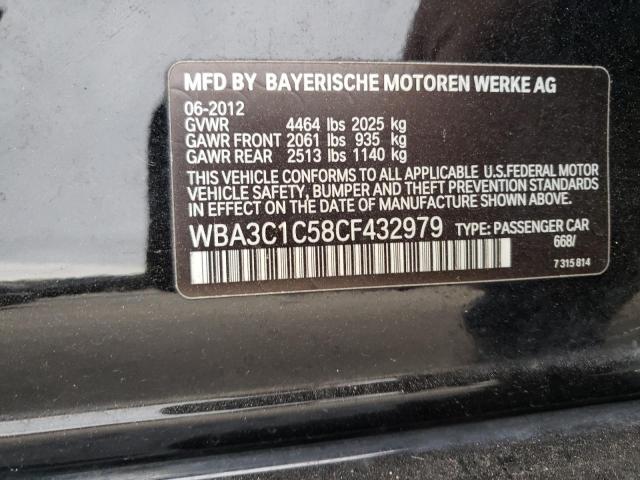 MFD BY BAYERISCHE MOTOREN WERKE AG
06-2012
GVWR 4464 lbs 2025 kg
GAWR FRONT 2061 lbs 935 kg
GAWR REAR 2513 lbs 1140 kg
THIS VEHICLE CONFORMS TO ALL APPLICABLE U.S.FEDERAL MOTOR
VEHICLE SAFETY, BUMPER AND THEFT PREVENTION STANDARDS
IN EFFECT ON THE DATE OF MANUFACTURE SHOWN ABOVE.
WBA3C1C58CF432979 TYPE: PASSENGER CAR
668/
7 315 814